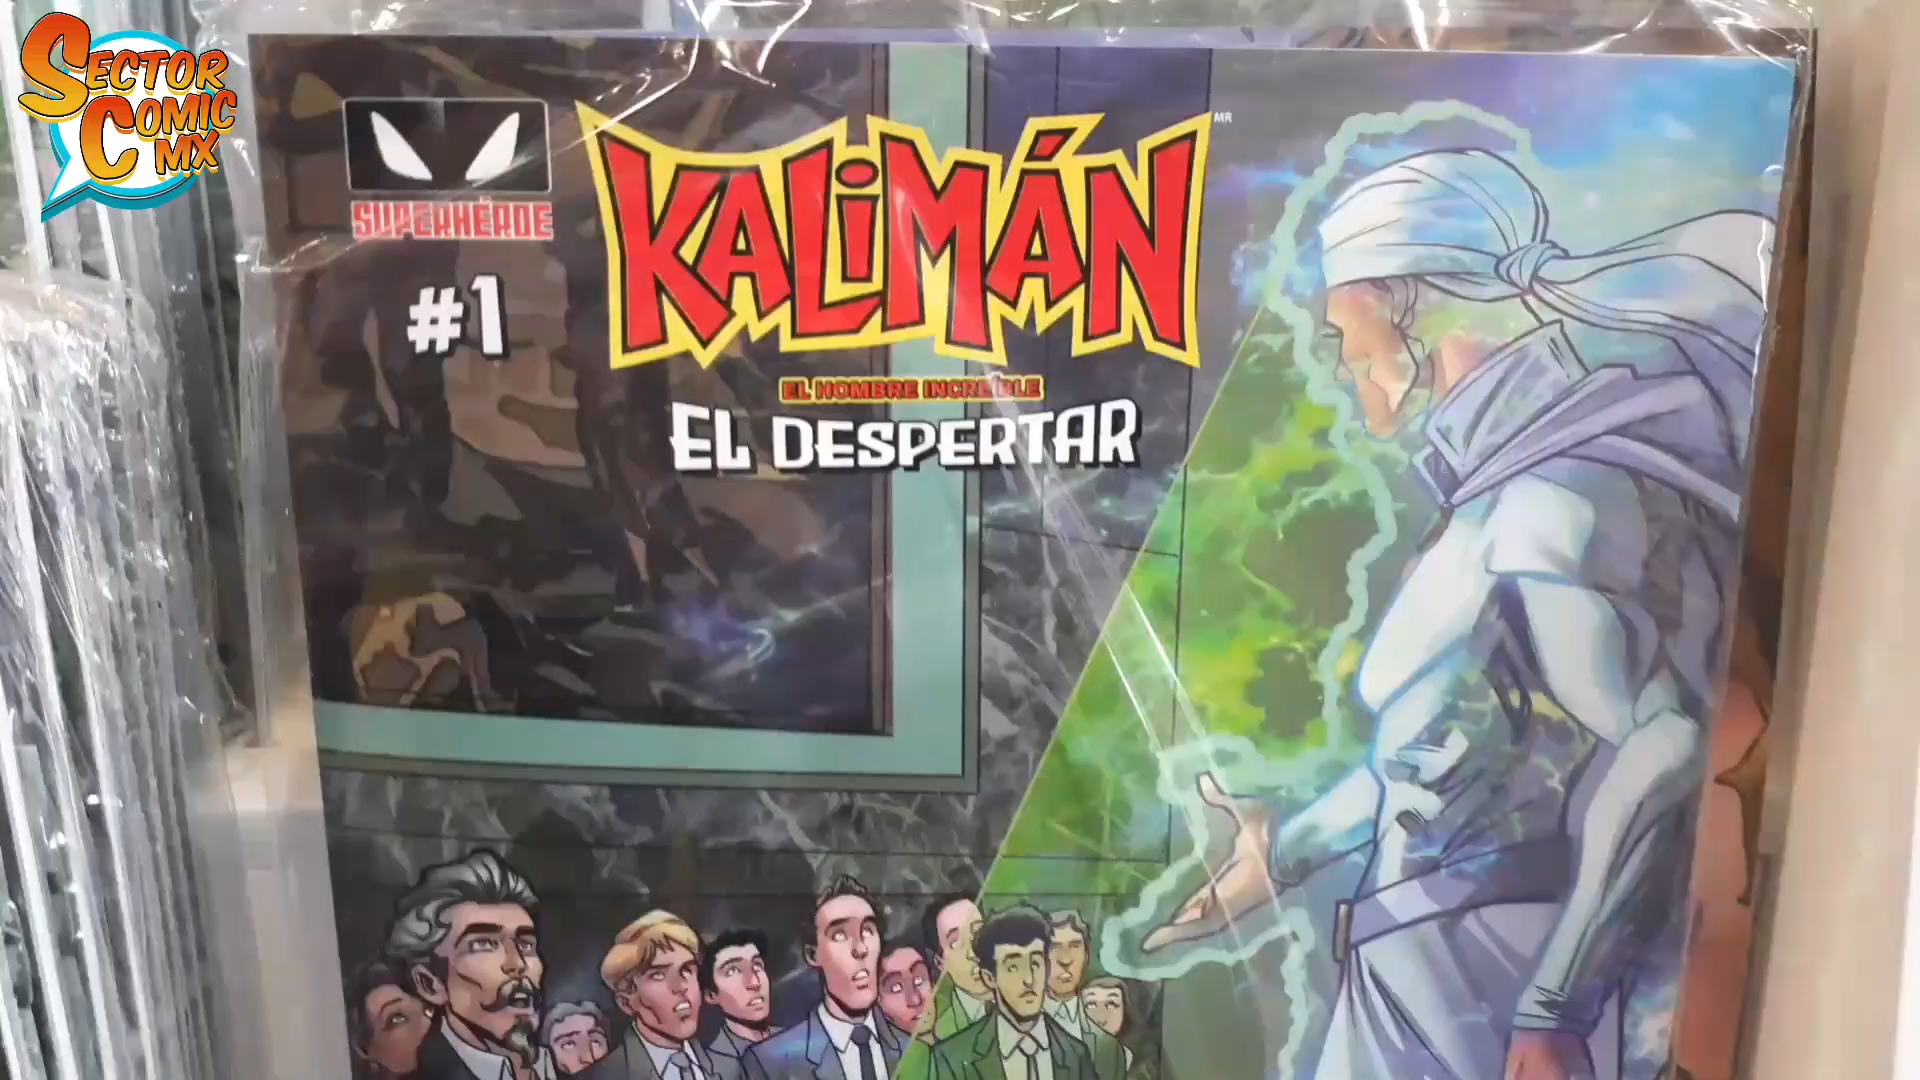 SECTOR
COMIC
MX
SUPERHÉROE
#1
KALiMÁN
MR
EL HOMBRE INCREÍBLE
EL DESPERTAR